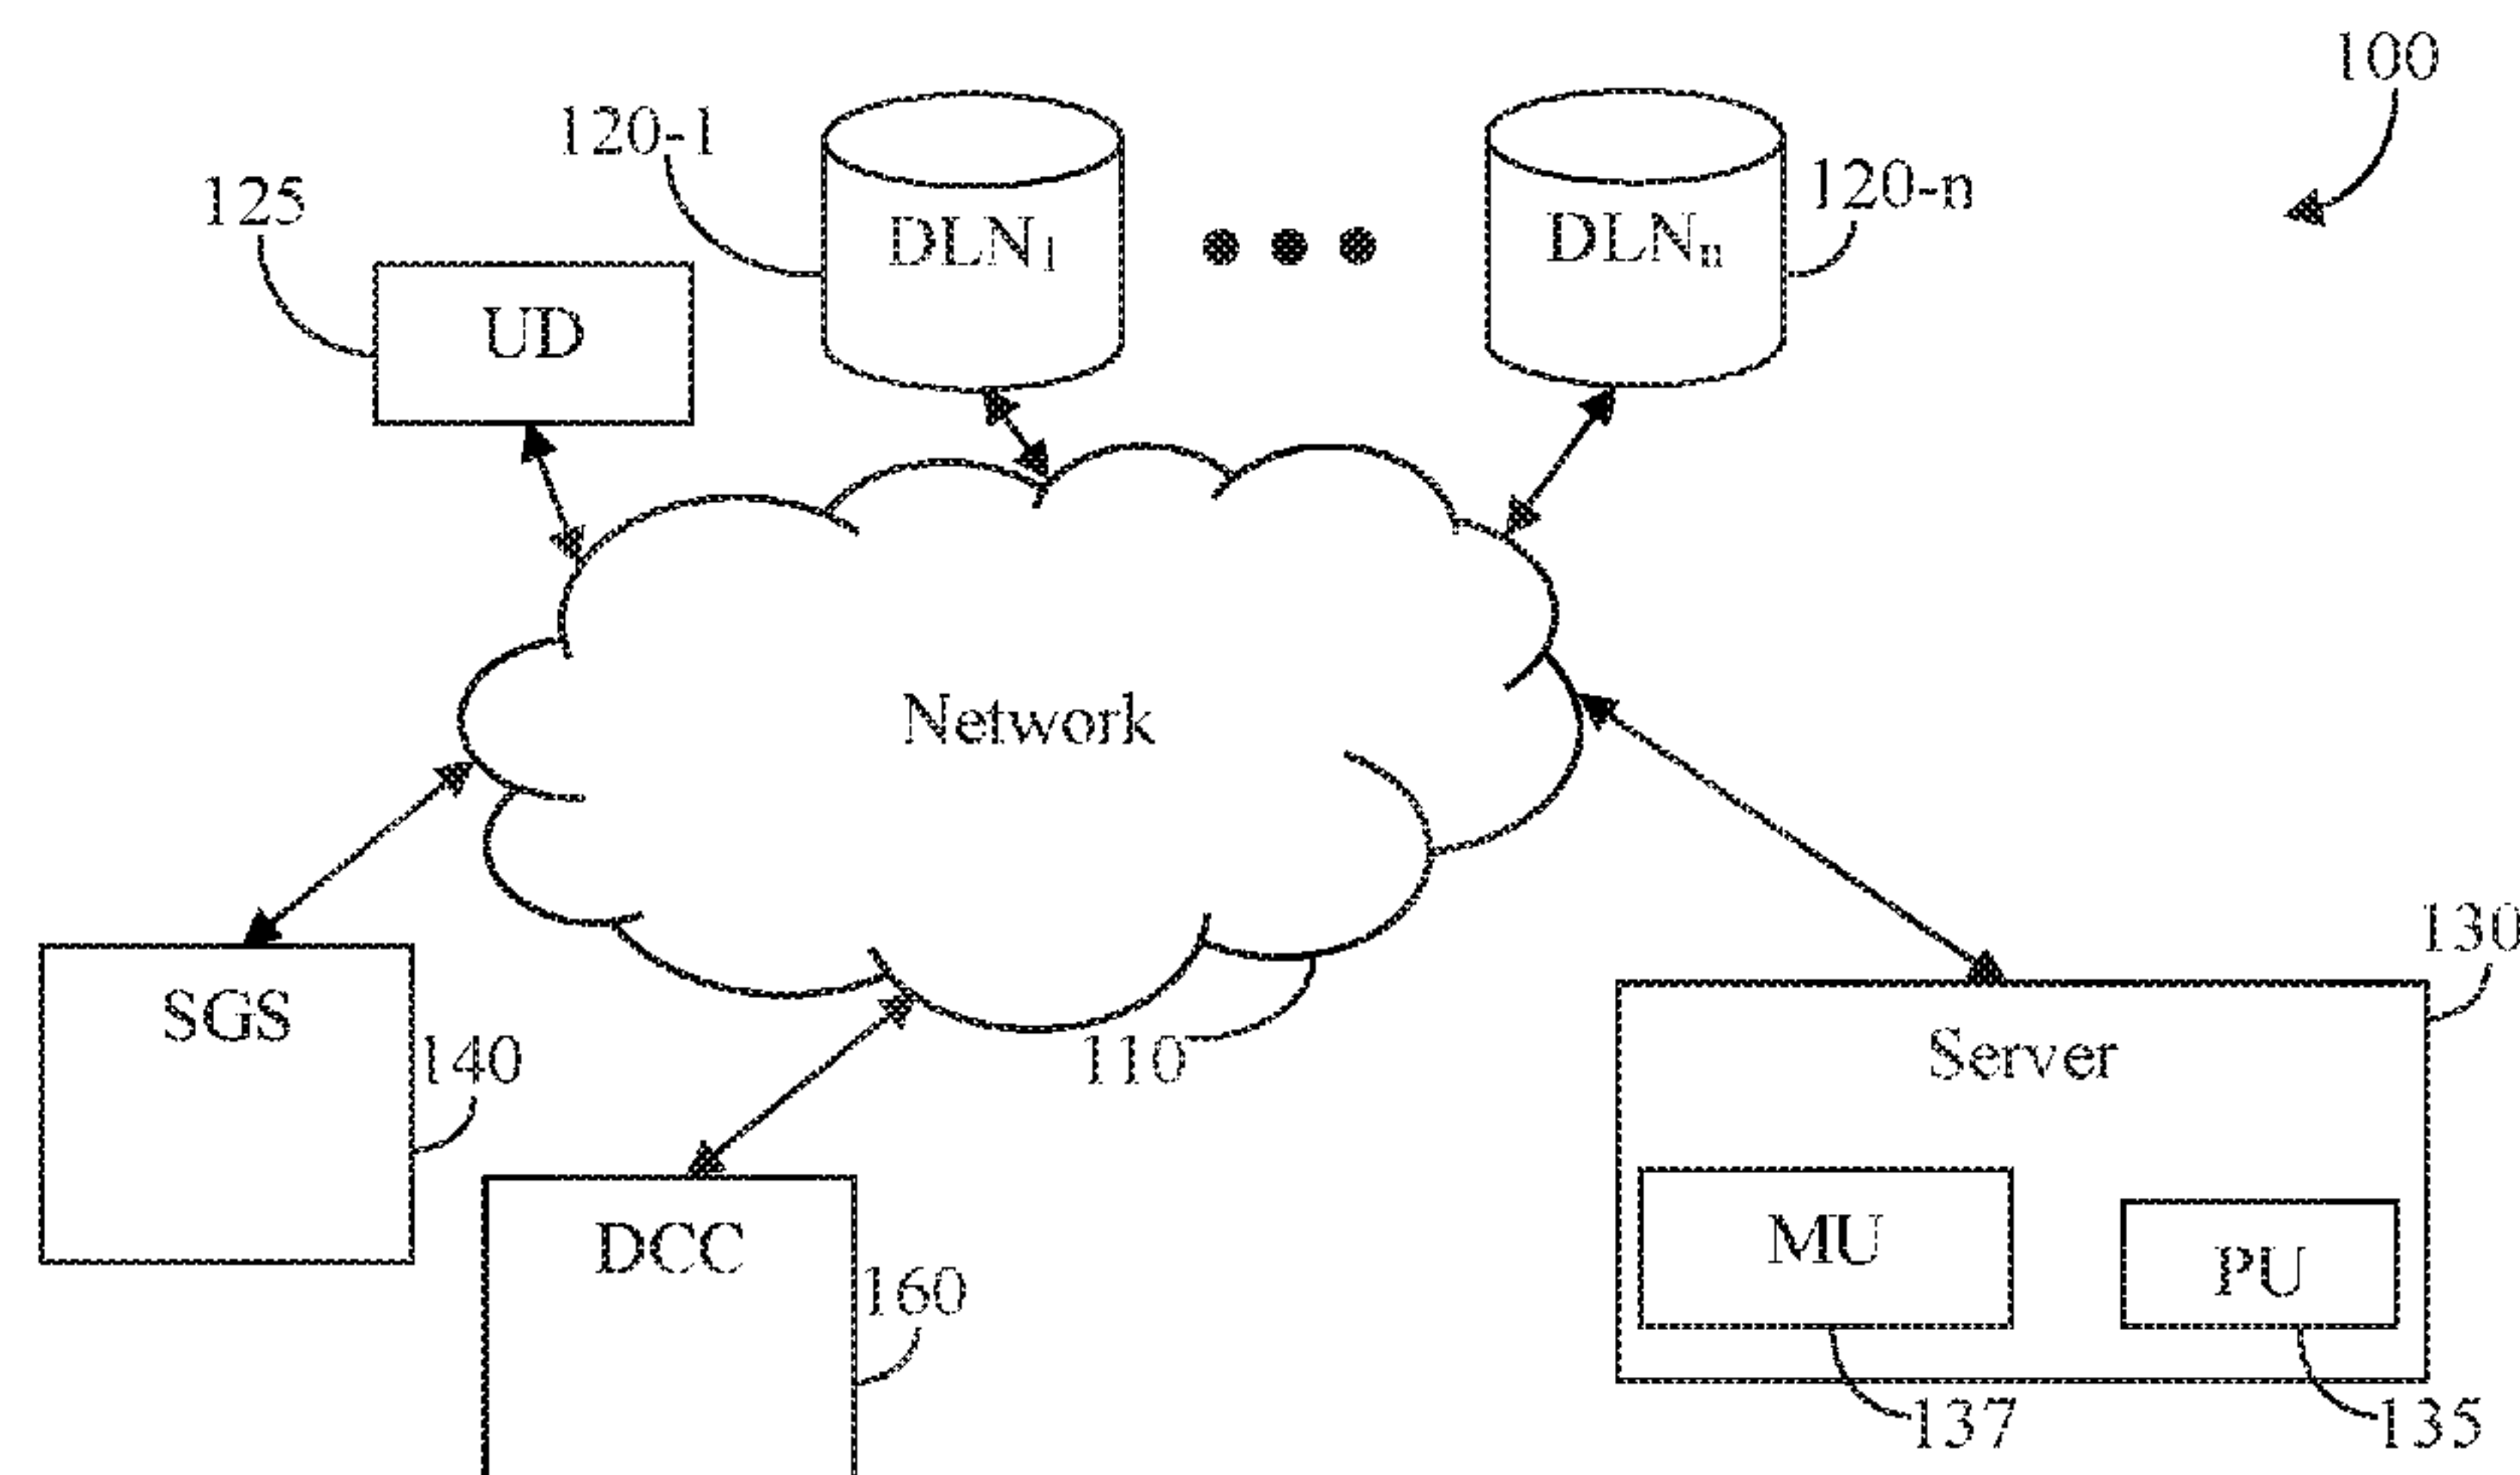 100
120-1
DLN₁
120-n
DLNₙ
125
UD
Network
130
SGS
Server
140
110
DCC
MU
PU
160
137
135